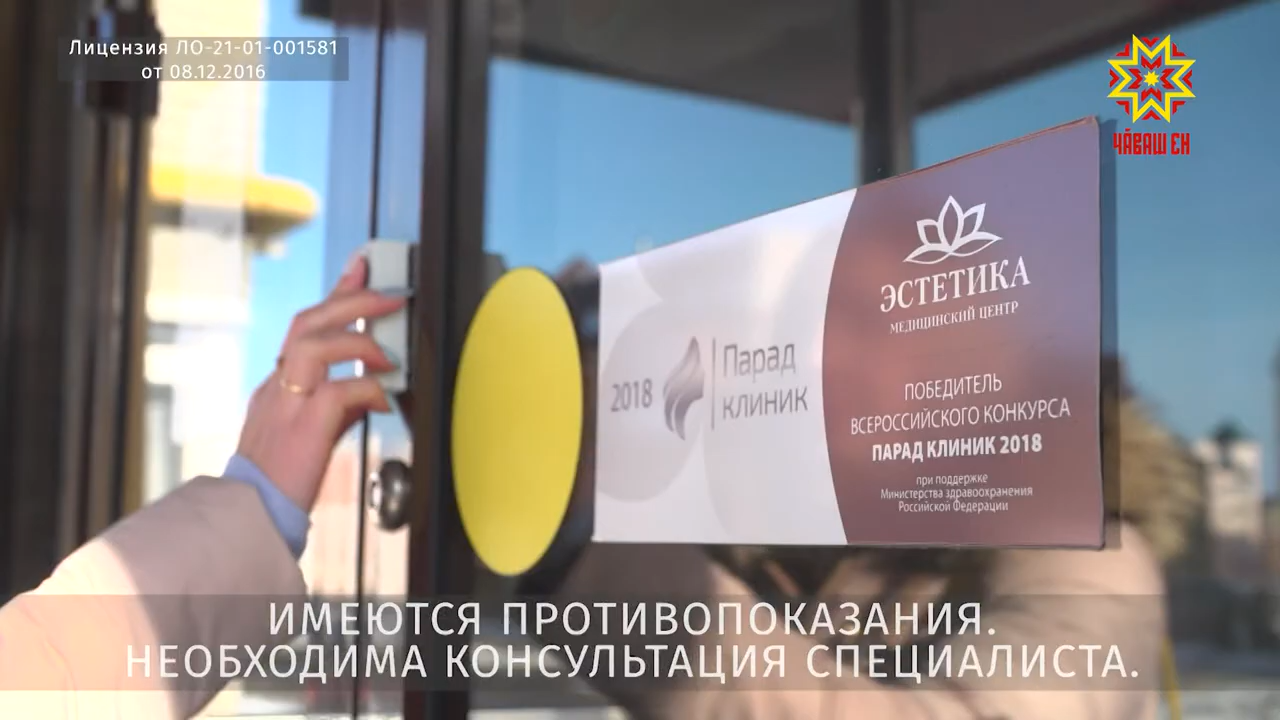 Лицензия ЛО-21-01-001581
от 08.12.2016
ЧӐВАШ ЕН
ЭСТЕТИКА
МЕДИЦИНСКИЙ ЦЕНТР
2018
Парад
клиник
ПОБЕДИТЕЛЬ
ВСЕРОССИЙСКОГО КОНКУРСА
ПАРАД КЛИНИК 2018
при поддержке
Министерства здравоохранения
Российской Федерации
ИМЕЮТСЯ ПРОТИВОПОКАЗАНИЯ.
НЕОБХОДИМА КОНСУЛЬТАЦИЯ СПЕЦИАЛИСТА.